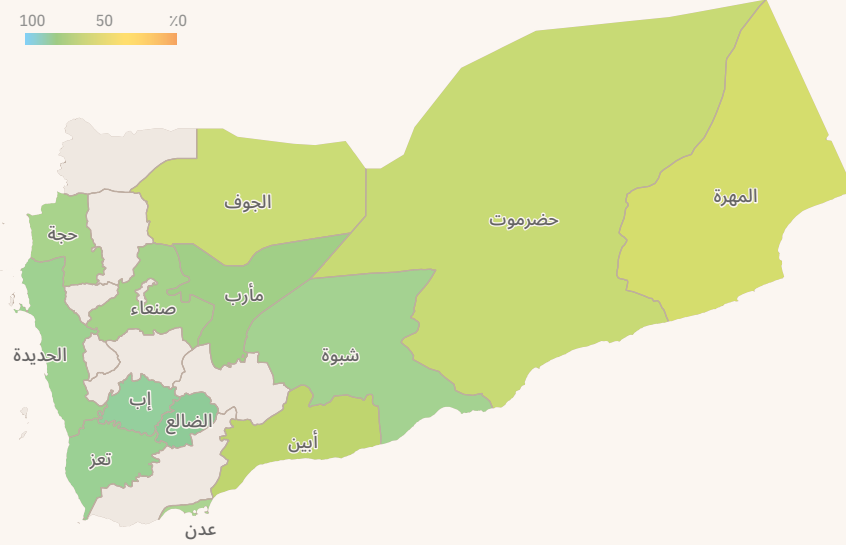 100 50 ٪0
الجوف
المهرة
حضرموت
حجة
مأرب
صنعاء
الحديدة
شبوة
إب
الضالع
أبين
تعز
عدن